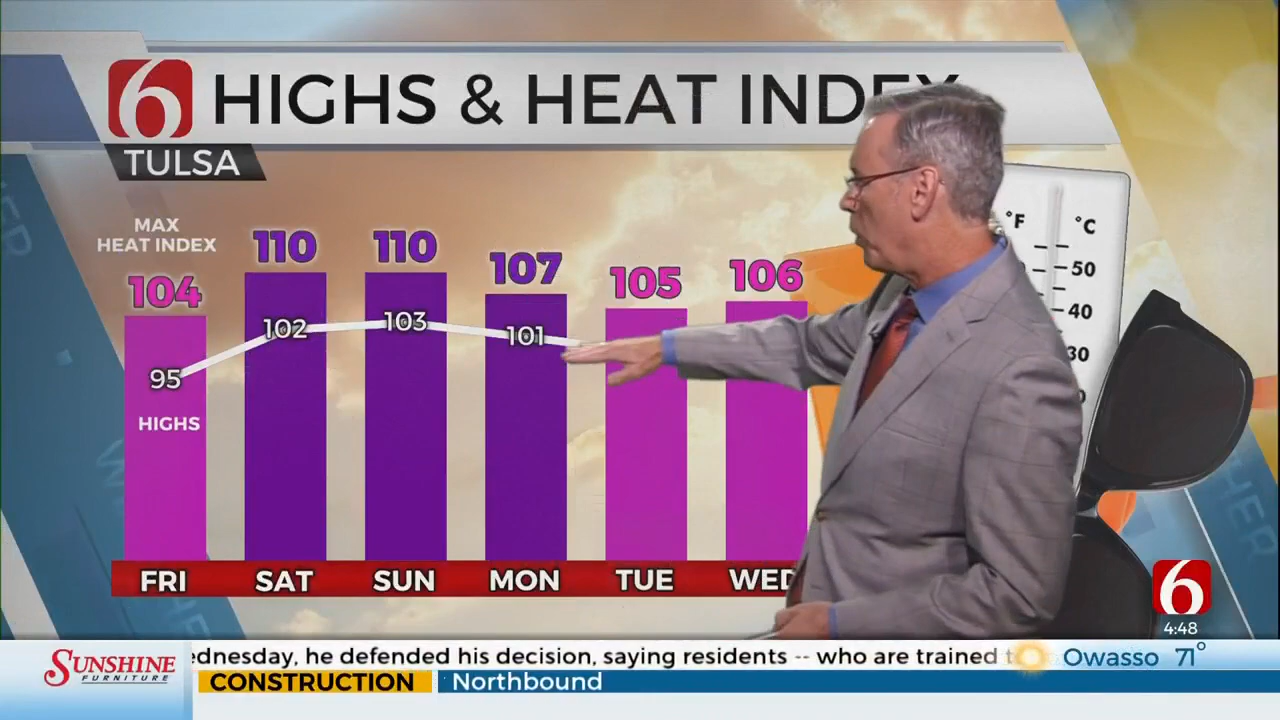 6 HIGHS & HEAT INDEX
TULSA
MAX
HEAT INDEX
104 110 110 107 105 106
95 102 103 101
HIGHS
FRI SAT SUN MON TUE WED
°F °C
50
40
30
6
4:48
SUNSHINE
FURNITURE
dnesday, he defended his decision, saying residents -- who are trained
Owasso 71°
CONSTRUCTION Northbound